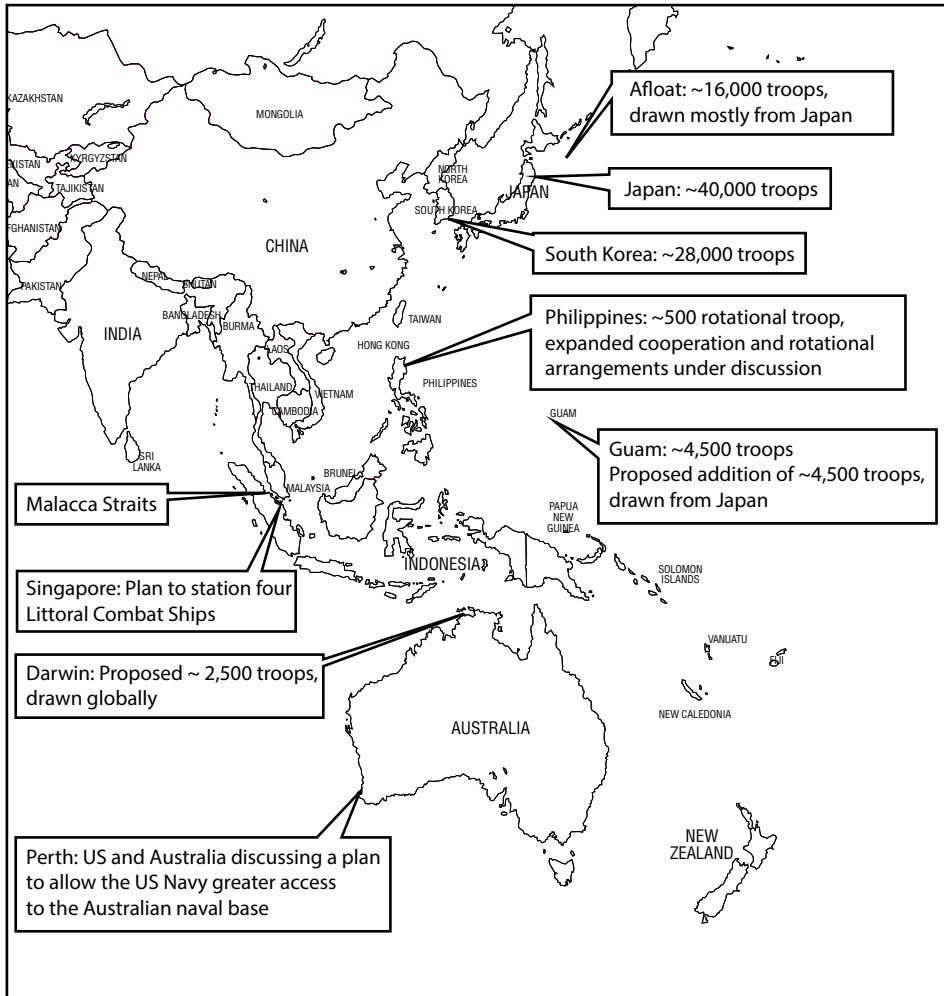 KAZAKHSTAN
MONGOLIA
Afloat: ~16,000 troops,
drawn mostly from Japan
KYRGYZSTAN
KISTAN
TAJIKISTAN
AN
NORTH
KOREA
JAPAN
Japan: ~40,000 troops
SOUTH KOREA
FGHANISTAN
CHINA
South Korea: ~28,000 troops
PAKISTAN
NEPAL
BHUTAN
BANGLADESH
INDIA
BURMA
TAIWAN
HONG KONG
LAOS
Philippines: ~500 rotational troop,
expanded cooperation and rotational
arrangements under discussion
THAILAND
VIETNAM
PHILIPPINES
CAMBODIA
GUAM
Guam: ~4,500 troops
Proposed addition of ~4,500 troops,
drawn from Japan
SRI
LANKA
BRUNEI
MALAYSIA
Malacca Straits
PAPUA
NEW
GUINEA
INDONESIA
SOLOMON
ISLANDS
Singapore: Plan to station four
Littoral Combat Ships
VANUATU
FIJI
Darwin: Proposed ~ 2,500 troops,
drawn globally
NEW CALEDONIA
AUSTRALIA
Perth: US and Australia discussing a plan
to allow the US Navy greater access
to the Australian naval base
NEW
ZEALAND